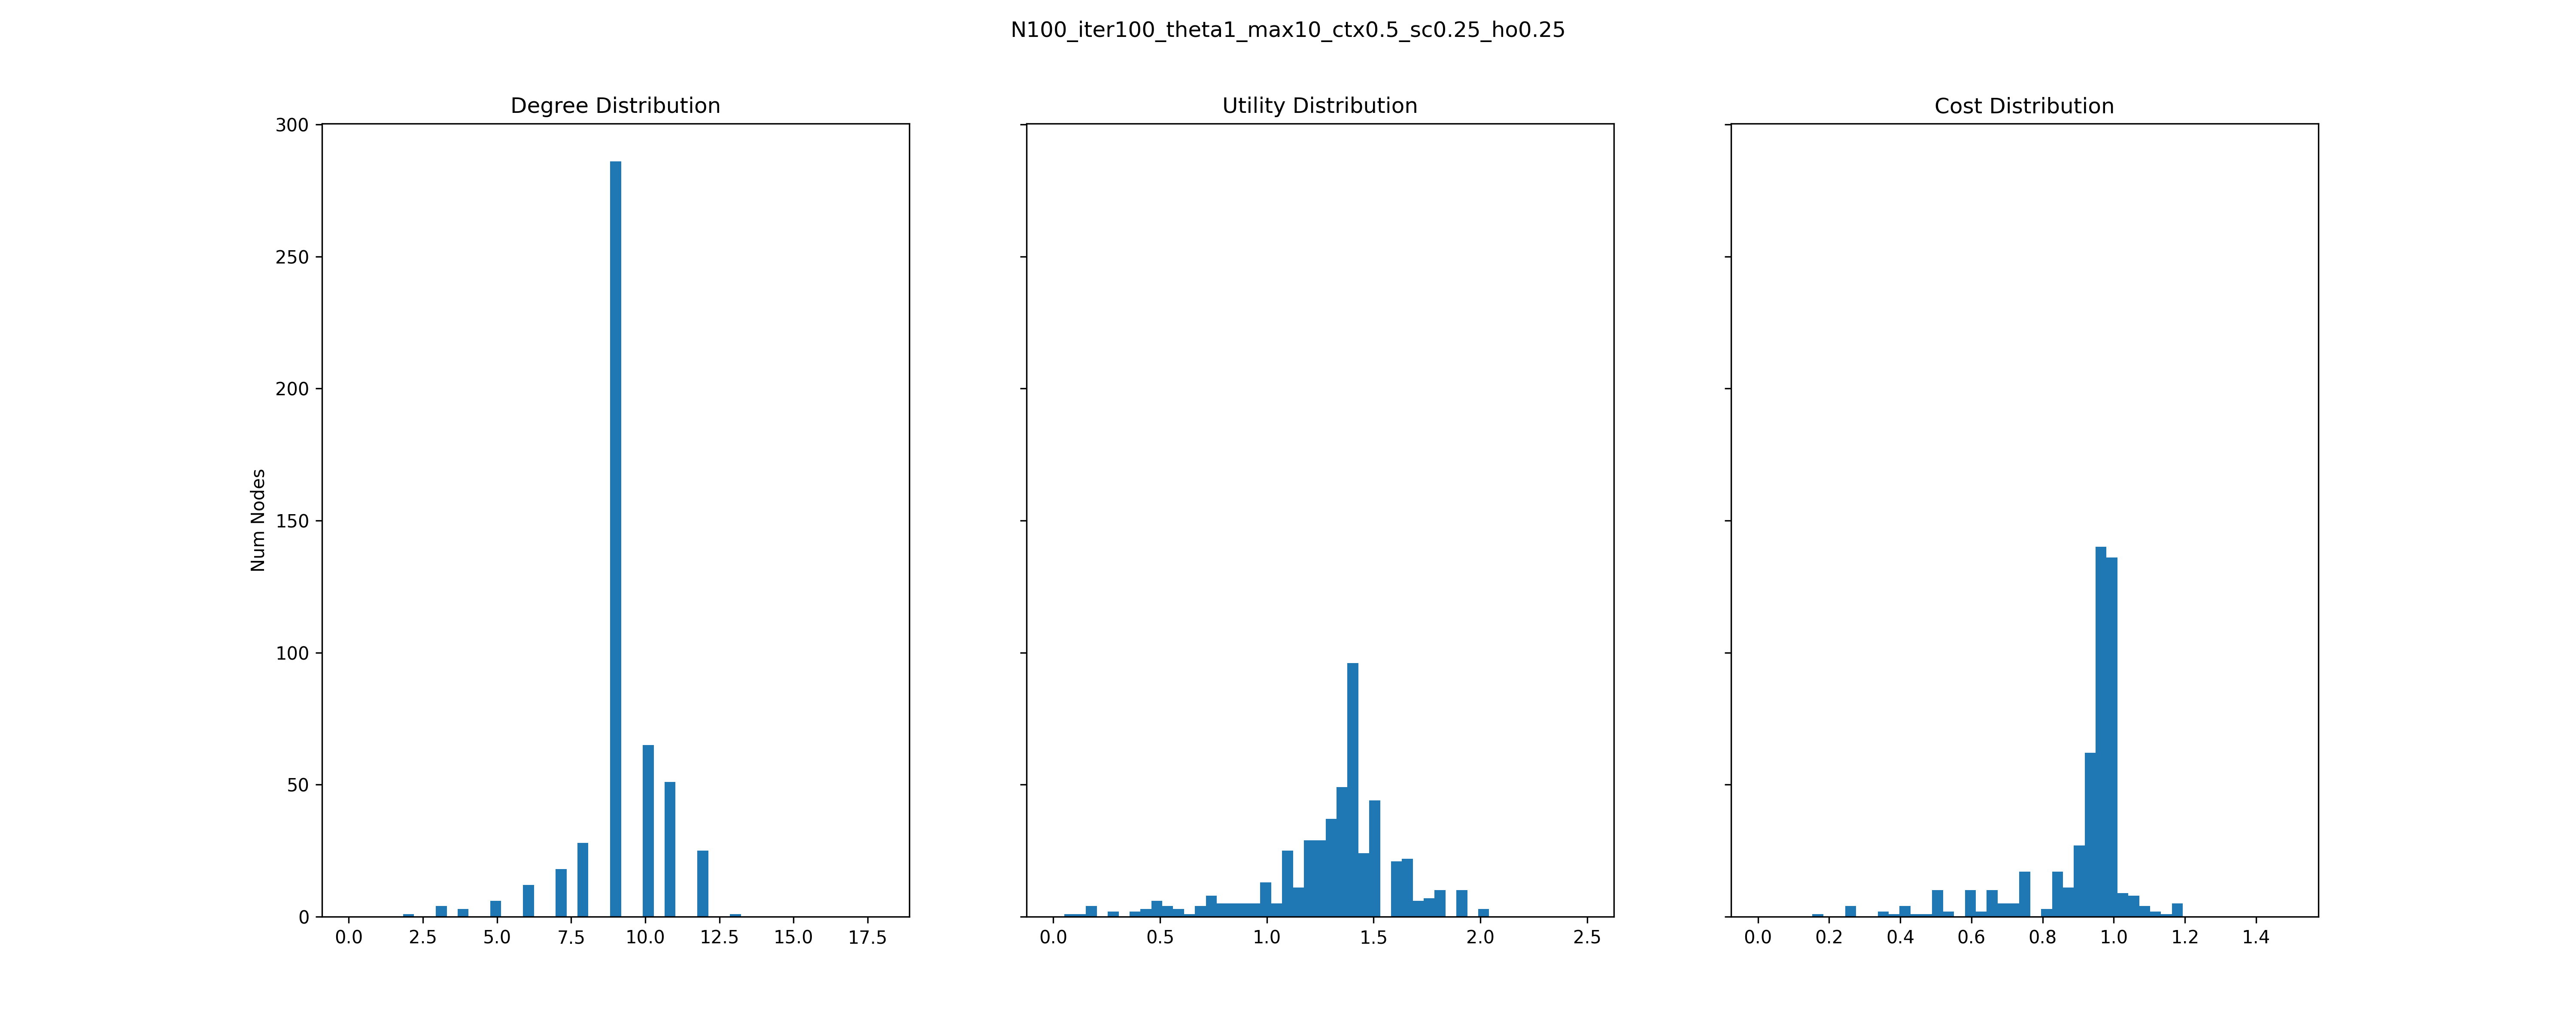 N100_iter100_theta1_max10_ctx0.5_sc0.25_ho0.25
Degree Distribution
Utility Distribution
Cost Distribution
Num Nodes
300
250
200
150
100
50
0
0.0 2.5 5.0 7.5 10.0 12.5 15.0 17.5
0.0 0.5 1.0 1.5 2.0 2.5
0.0 0.2 0.4 0.6 0.8 1.0 1.2 1.4